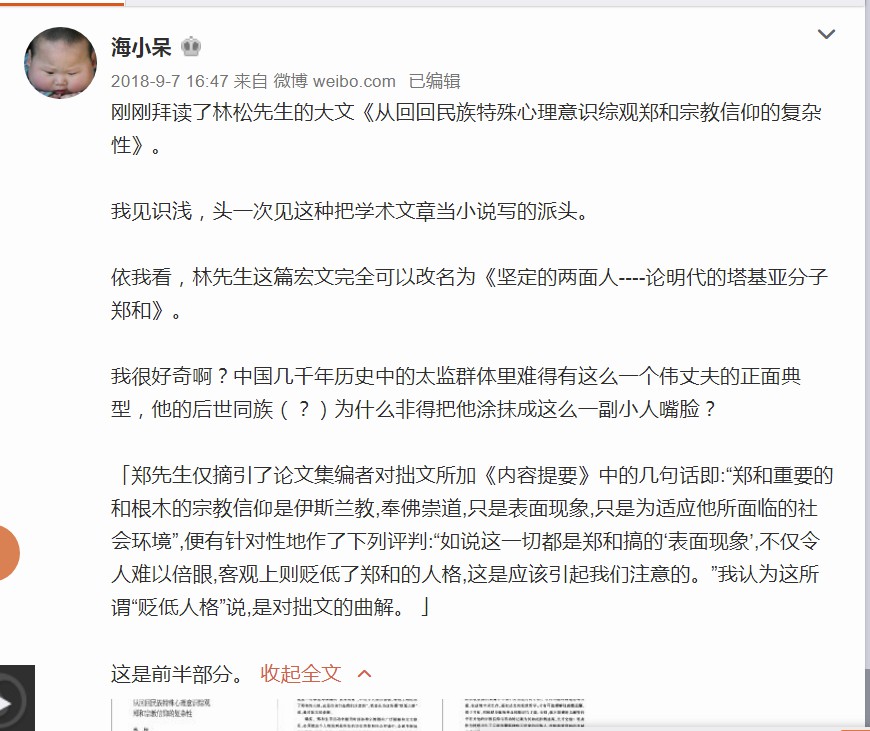 海小呆
2018-9-7 16:47 来自 微博 weibo.com 已编辑
刚刚拜读了林松先生的大文《从回回民族特殊心理意识综观郑和宗教信仰的复杂
性》。
我见识浅，头一次见这种把学术文章当小说写的派头。
依我看，林先生这篇宏文完全可以改名为《坚定的两面人----论明代的塔基亚分子
郑和》。
我很好奇啊？中国几千年历史中的太监群体里难得有这么一个伟丈夫的正面典
型，他的后世同族（？）为什么非得把他涂抹成这么一副小人嘴脸？
「郑先生仅摘引了论文集编者对拙文所加《内容提要》中的几句话即:“郑和重要的
和根木的宗教信仰是伊斯兰教,奉佛崇道,只是表面现象,只是为适应他所面临的社
会环境”,便有针对性地作了下列评判:“如说这一切都是郑和搞的‘表面现象’,不仅令
人难以倍眼,客观上则贬低了郑和的人格,这是应该引起我们注意的。”我认为这所
谓“贬低人格”说,是对拙文的曲解。」
这是前半部分。 收起全文
从回回民族特殊心理意识综观
郑和宗教信仰的复杂性